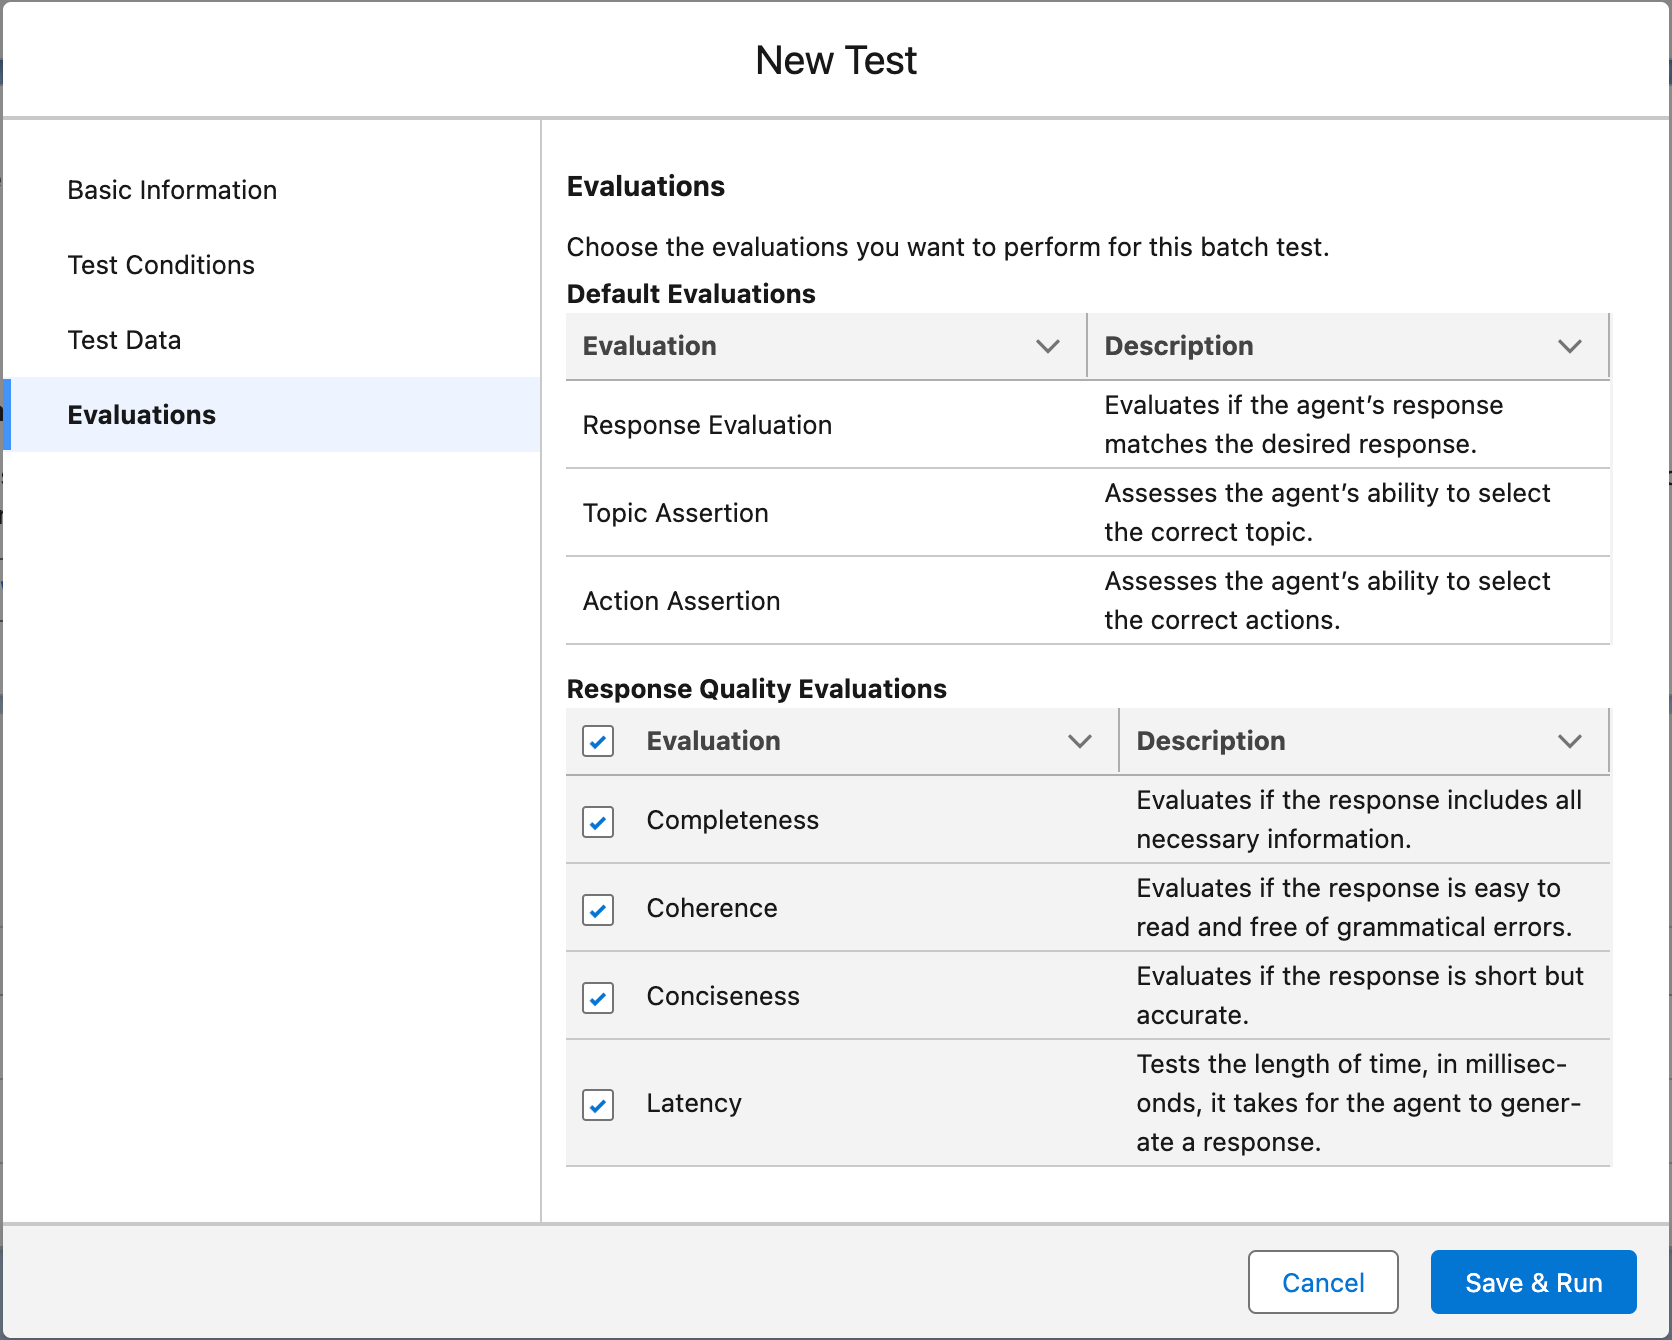 New Test
Basic Information
Test Conditions
Test Data
Evaluations
Evaluations
Choose the evaluations you want to perform for this batch test.
Default Evaluations
Evaluation
Description
Response Evaluation
Evaluates if the agent’s response
matches the desired response.
Topic Assertion
Assesses the agent’s ability to select
the correct topic.
Action Assertion
Assesses the agent’s ability to select
the correct actions.
Response Quality Evaluations
Evaluation
Description
Completeness
Evaluates if the response includes all
necessary information.
Coherence
Evaluates if the response is easy to
read and free of grammatical errors.
Conciseness
Evaluates if the response is short but
accurate.
Latency
Tests the length of time, in millisec-
onds, it takes for the agent to gener-
ate a response.
Cancel
Save & Run